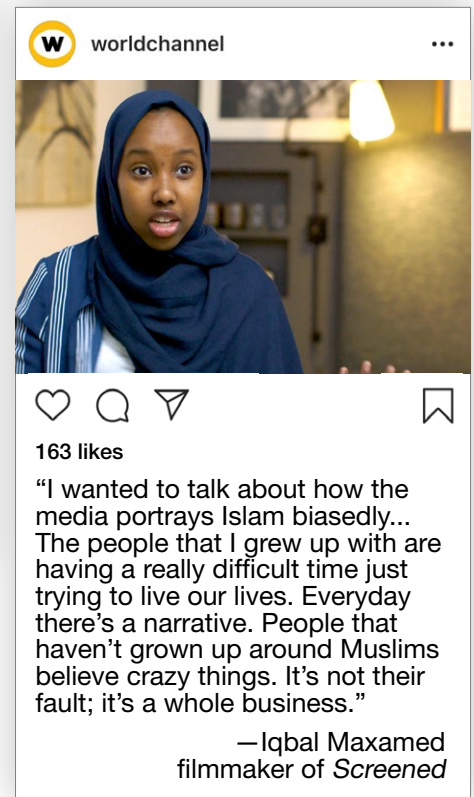 W worldchannel
163 likes
“I wanted to talk about how the
media portrays Islam biasedly...
The people that I grew up with are
having a really difficult time just
trying to live our lives. Everyday
there’s a narrative. People that
haven’t grown up around Muslims
believe crazy things. It’s not their
fault; it’s a whole business.”
—Iqbal Maxamed
filmmaker of Screened